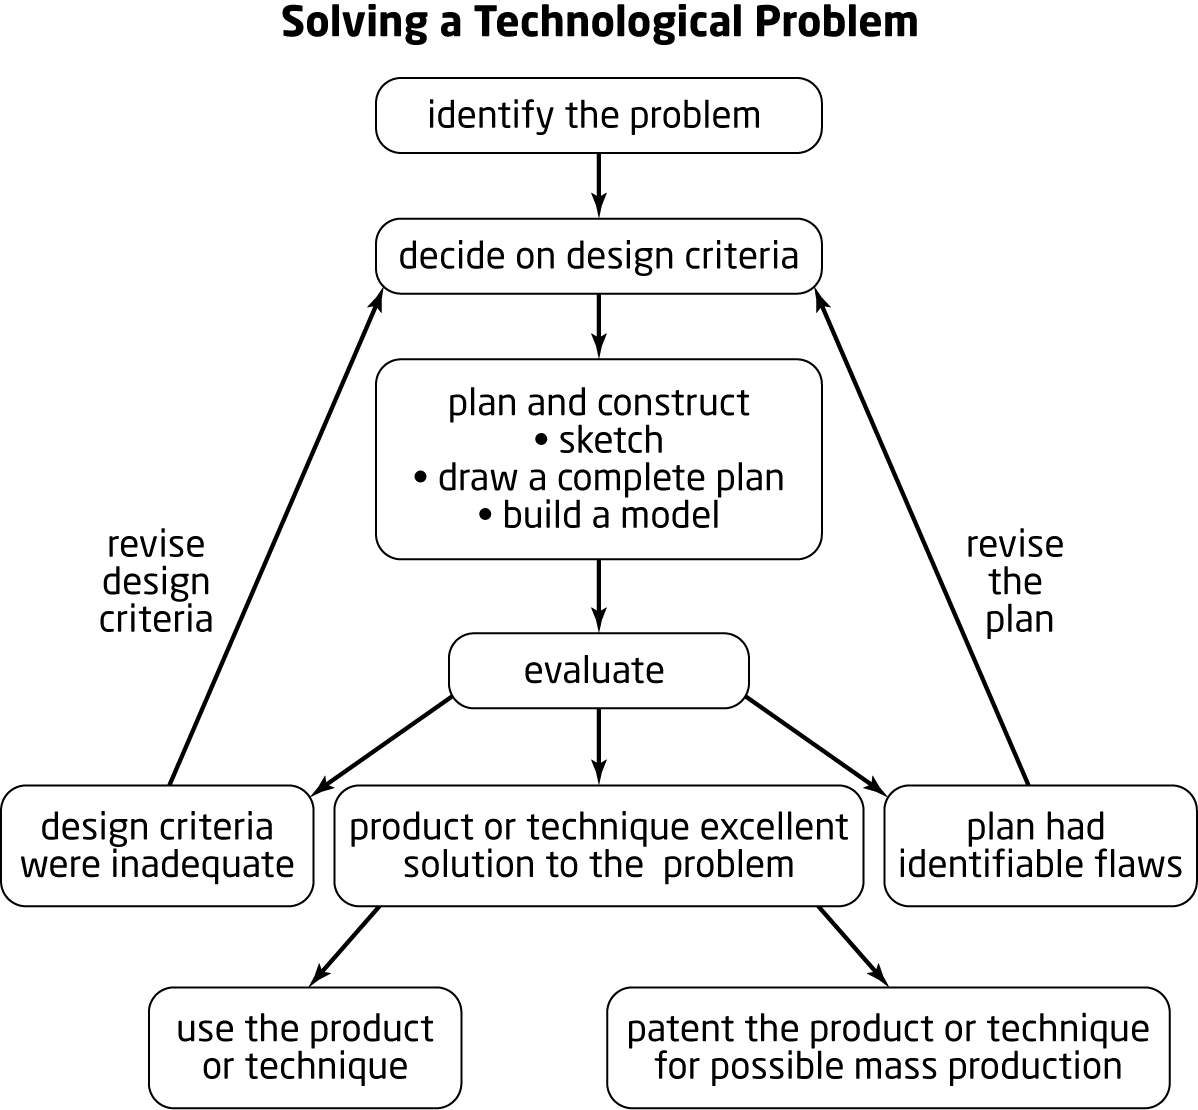 Solving a Technological Problem
identify the problem
decide on design criteria
plan and construct
• sketch
• draw a complete plan
• build a model
revise
design
criteria
revise
the
plan
evaluate
design criteria
were inadequate
product or technique excellent
solution to the problem
plan had
identifiable flaws
use the product
or technique
patent the product or technique
for possible mass production